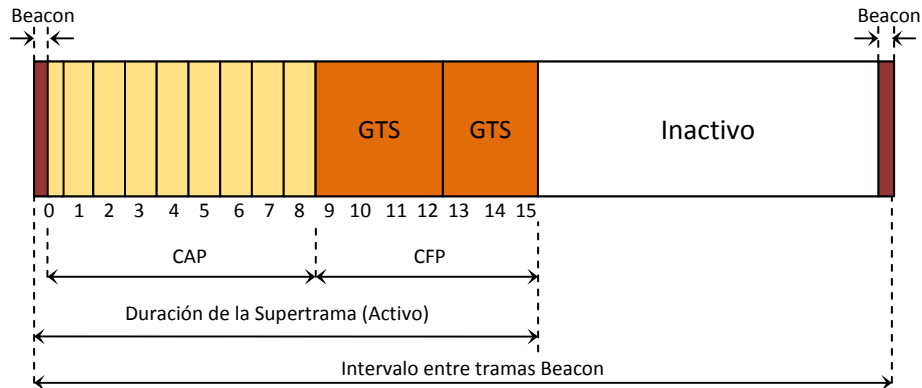 Beacon Beacon
GTS GTS Inactivo
0 1 2 3 4 5 6 7 8 9 10 11 12 13 14 15
CAP CFP
Duración de la Supertrama (Activo)
Intervalo entre tramas Beacon